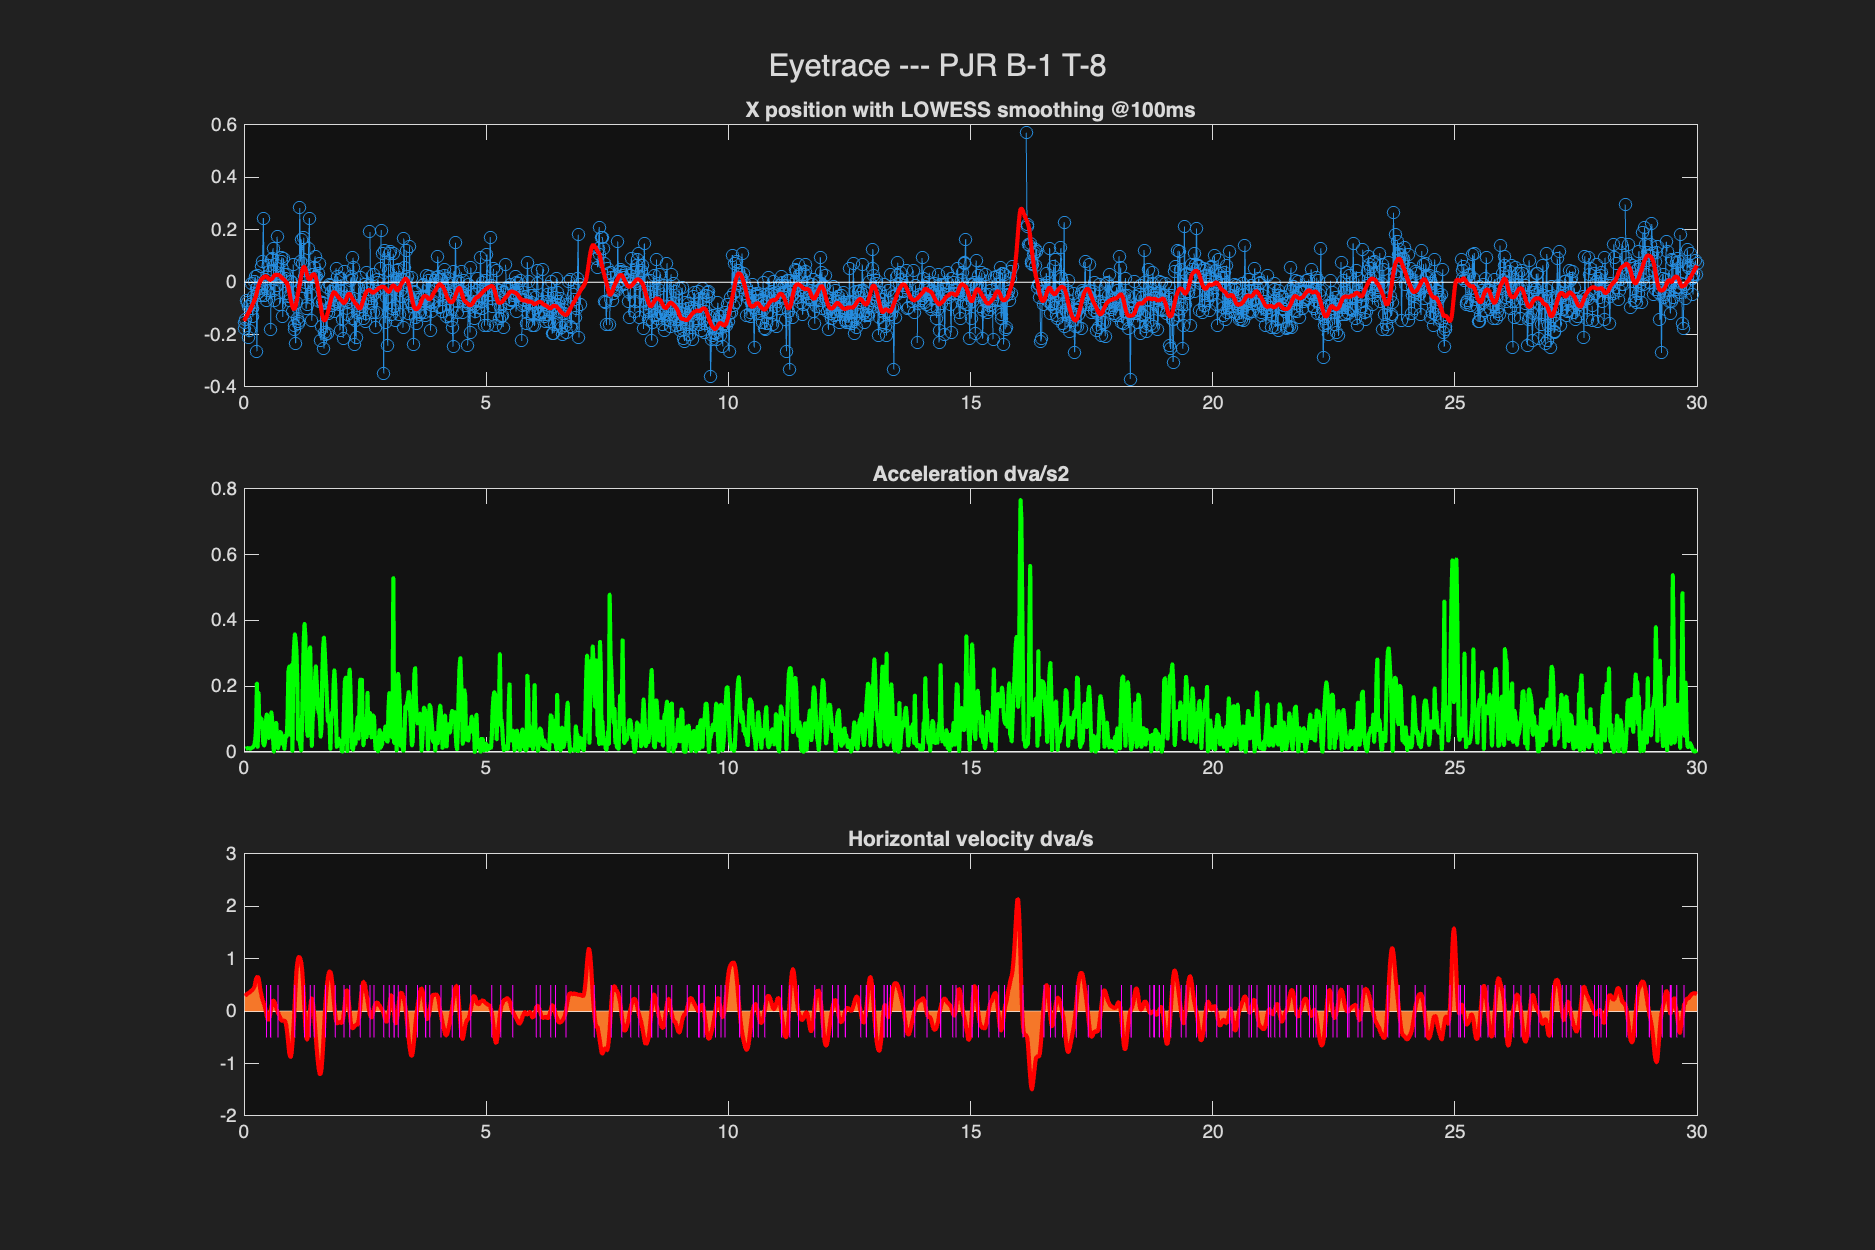 Eyetrace --- PJR B-1 T-8
X position with LOWESS smoothing @100ms
0.6
0.4
0.2
0
-0.2
-0.4
0 5 10 15 20 25 30
Acceleration dva/s2
0.8
0.6
0.4
0.2
0
0 5 10 15 20 25 30
Horizontal velocity dva/s
3
2
1
0
-1
-2
0 5 10 15 20 25 30